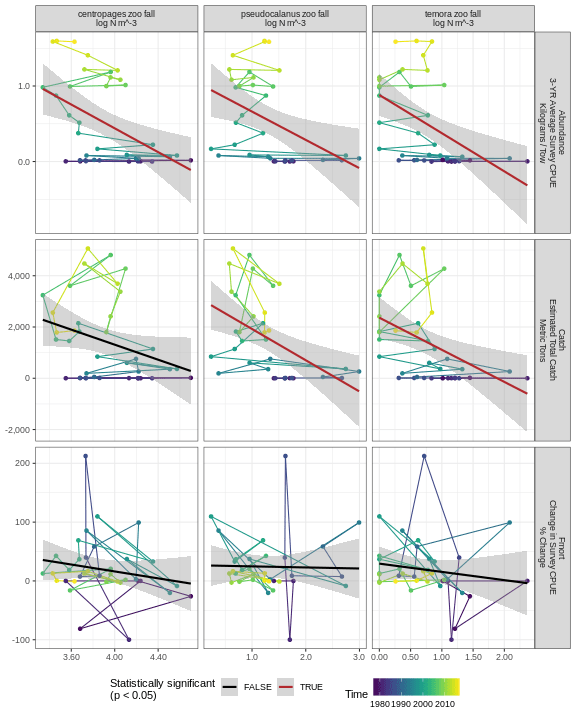 centropages zoo fall
log N m^-3
pseudocalanus zoo fall
log N m^-3
temora zoo fall
log N m^-3
1.0
0.0
Abundance
3-YR Average Survey CPUE
Kilograms / Tow
4,000
2,000
0
-2,000
Catch
Estimated Total Catch
Metric Tons
200
100
0
-100
Fmort
Change in Survey CPUE
% Change
3.60 4.00 4.40
1.0 2.0 3.0
0.00 0.50 1.00 1.50 2.00
Statistically significant
(p < 0.05)
FALSE
TRUE
Time
1980 1990 2000 2010